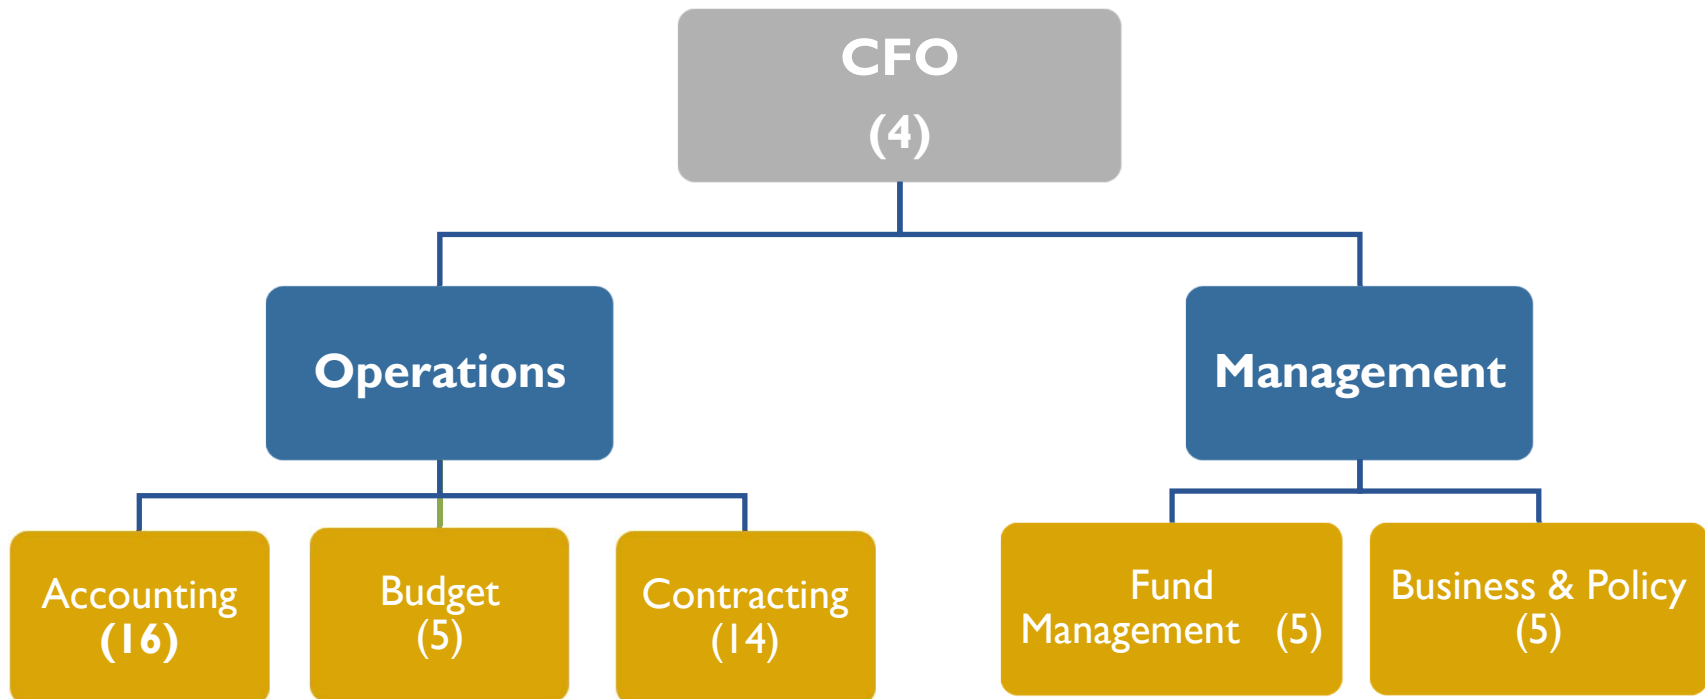 CFO
(4)
Operations
Management
Accounting
(16)
Budget
(5)
Contracting
(14)
Fund
Management (5)
Business & Policy
(5)